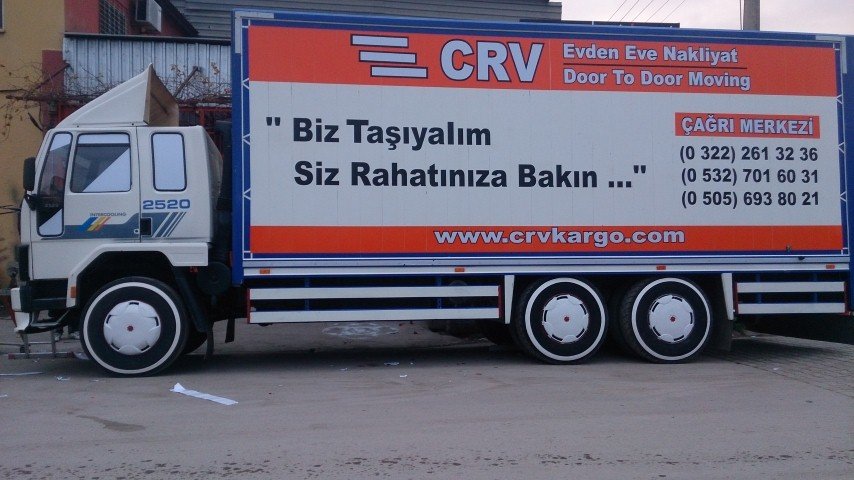 CRV
Evden Eve Nakliyat
Door To Door Moving
" Biz Taşıyalım
Siz Rahatınıza Bakın ..."
ÇAĞRI MERKEZİ
(0 322) 261 32 36
(0 532) 701 60 31
(0 505) 693 80 21
www.crvkargo.com
2520
INTERCOOLING